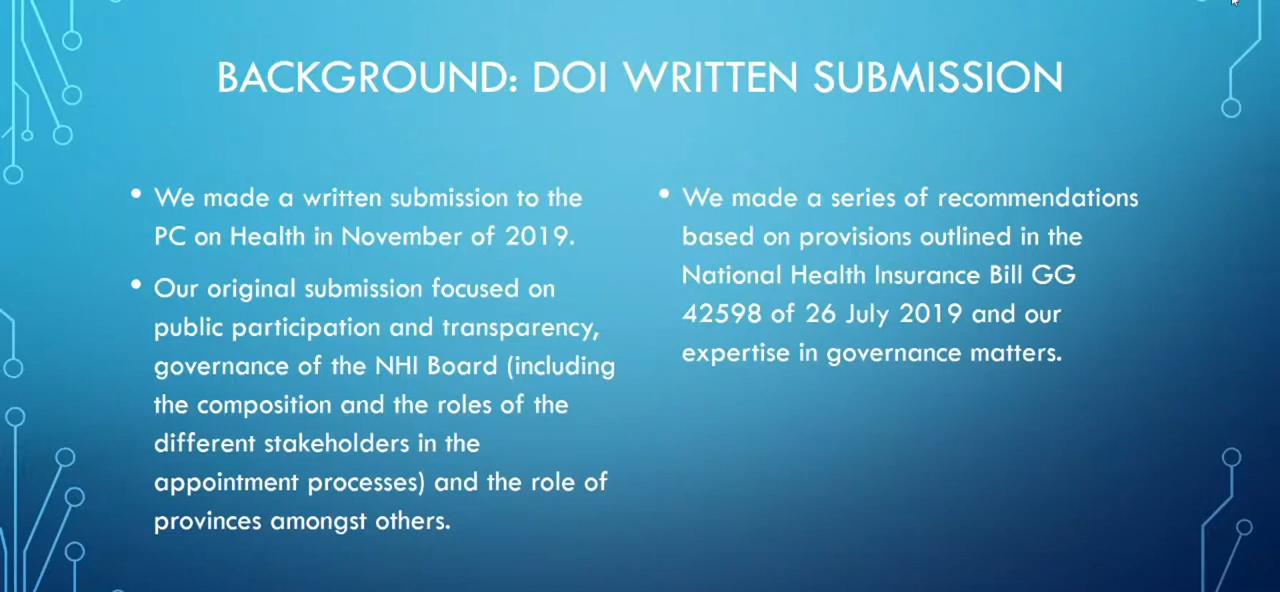 BACKGROUND: DOI WRITTEN SUBMISSION
• We made a written submission to the
PC on Health in November of 2019.
• Our original submission focused on
public participation and transparency,
governance of the NHI Board (including
the composition and the roles of the
different stakeholders in the
appointment processes) and the role of
provinces amongst others.
• We made a series of recommendations
based on provisions outlined in the
National Health Insurance Bill GG
42598 of 26 July 2019 and our
expertise in governance matters.